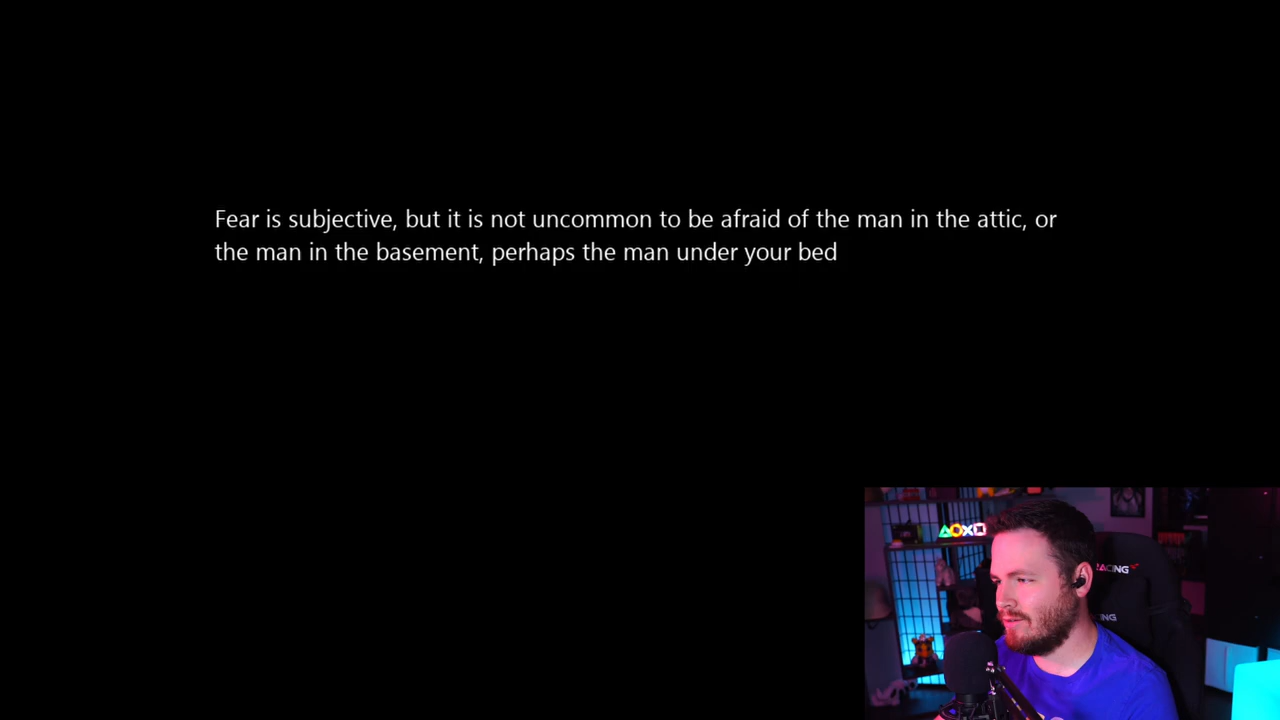 Fear is subjective, but it is not uncommon to be afraid of the man in the attic, or
the man in the basement, perhaps the man under your bed
RACING